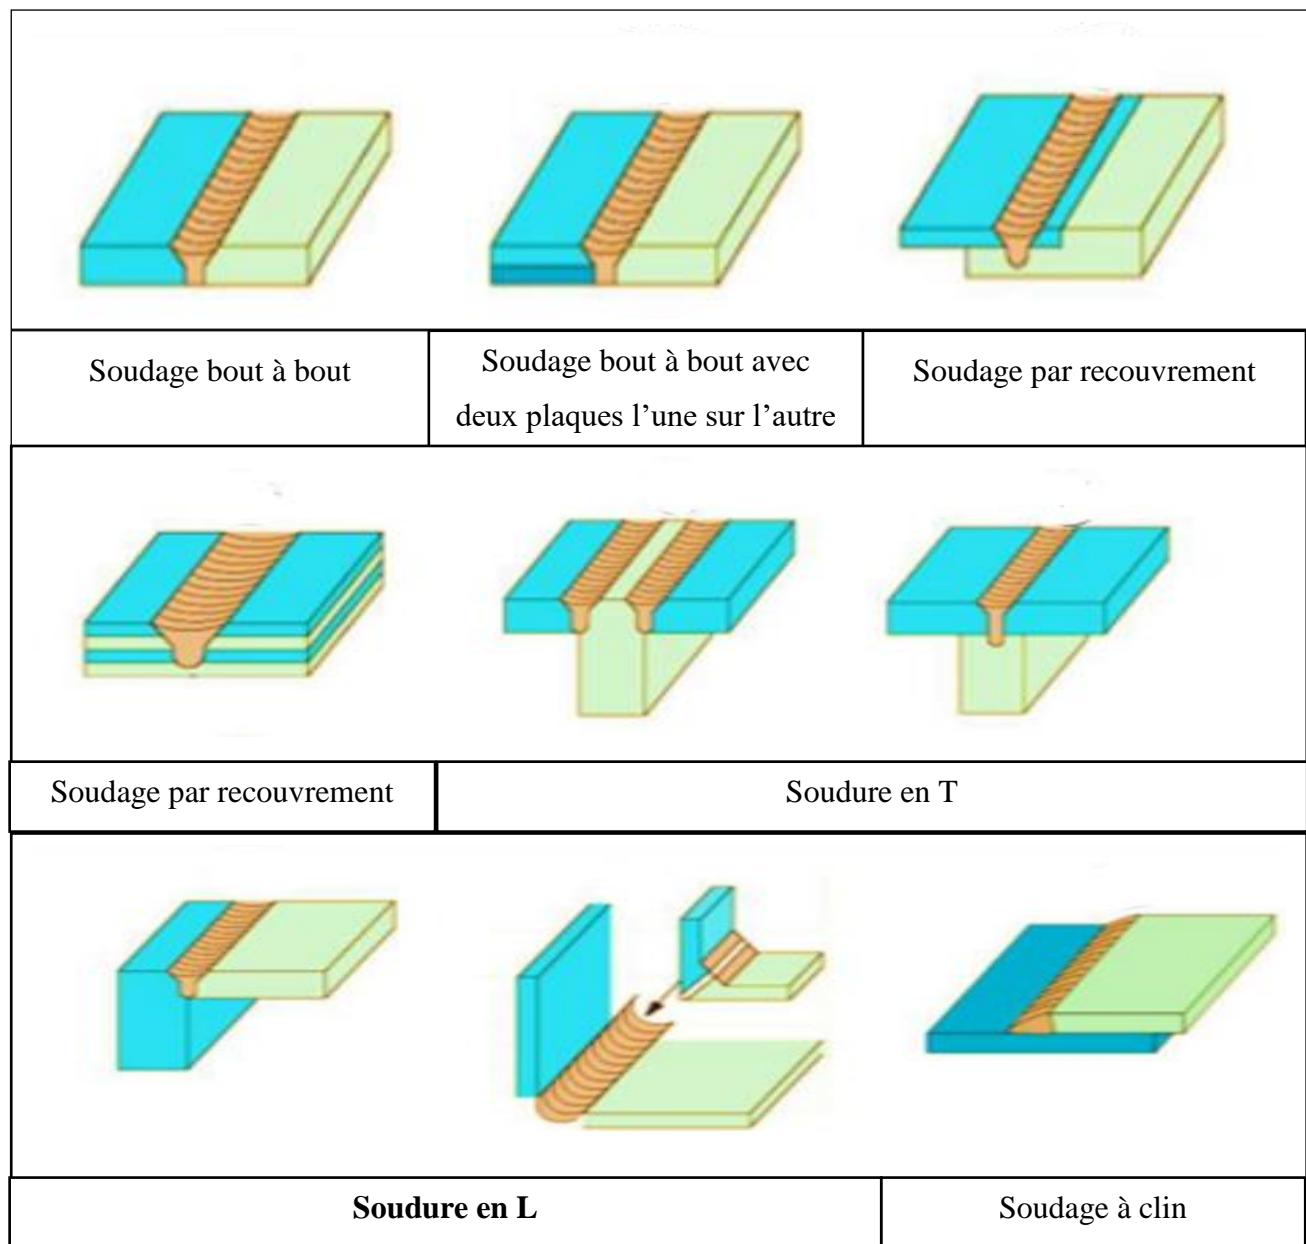 Soudage bout à bout
Soudage bout à bout avec
deux plaques l’une sur l’autre
Soudage par recouvrement
Soudage par recouvrement
Soudure en T
Soudure en L
Soudage à clin